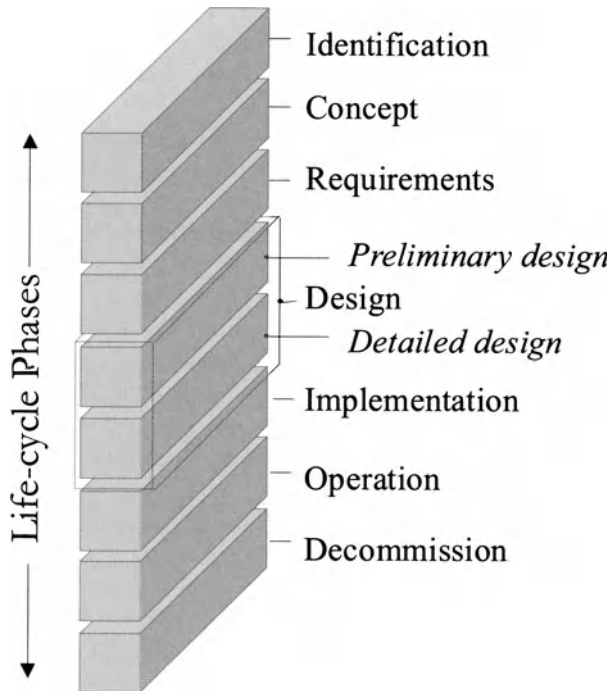 Identification
Concept
Requirements
Preliminary design
Design
Detailed design
Implementation
Operation
Decommission
Life-cycle Phases